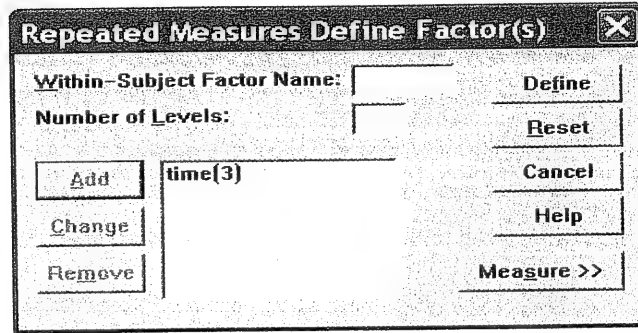 Repeated Measures Define Factor(s)
Within-Subject Factor Name:
Define
Number of Levels:
Reset
Add
time(3)
Cancel
Change
Help
Remove
Measure >>